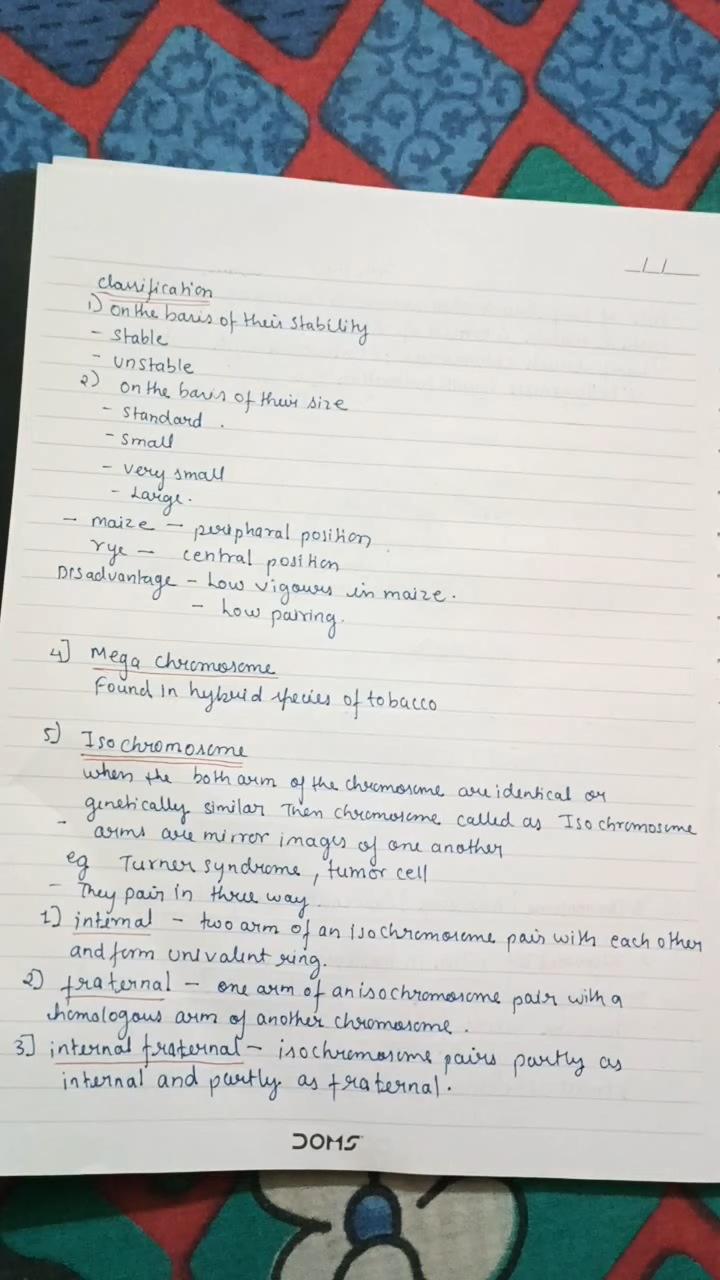 classification
1) on the basis of their stability
- stable
- unstable
2) on the basis of their size
- standard.
- small
- very small
- Large.
- maize - peripharal position
rye - central position
Disadvantage - Low vigours in maize.
- Low pairing.
4] Mega chromosome
Found in hybrid species of tobacco
5) Isochromosome
when the both arm of the chromosome are identical or
genetically similar Then chromosome called as Isochromosome
- arms are mirror images of one another
eg Turner syndrome, tumor cell
- They pair in three way.
1] internal - two arm of an isochromosome pair with each other
and form univalent ring.
2) fraternal - one arm of an isochromosome pair with a
homologous arm of another chromosome.
3] internal fraternal - isochromosome pairs partly as
internal and partly as fraternal.
DOMS